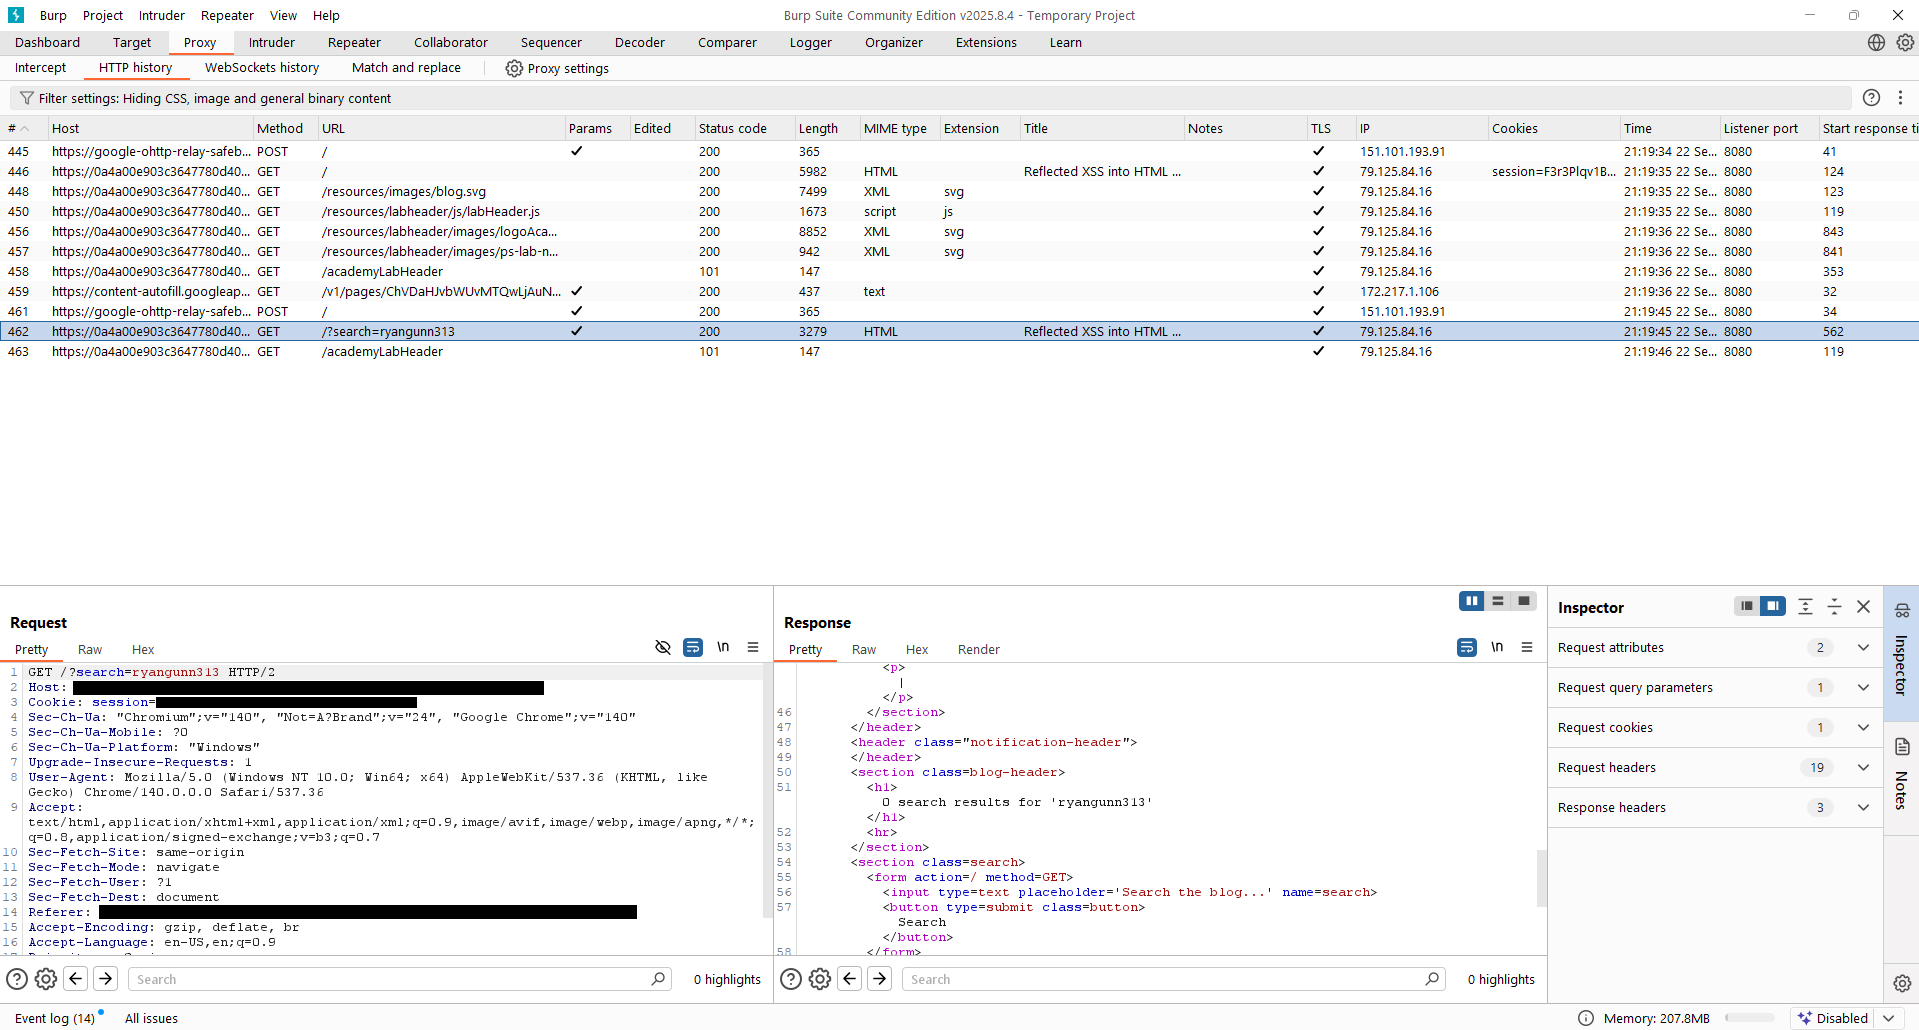 Burp Project Intruder Repeater View Help Burp Suite Community Edition v2025.8.4 - Temporary Project
Dashboard Target Proxy Intruder Repeater Collaborator Sequencer Decoder Comparer Logger Organizer Extensions Learn
Intercept HTTP history WebSockets history Match and replace Proxy settings
Filter settings: Hiding CSS, image and general binary content
# Host Method URL Params Edited Status code Length MIME type Extension Title Notes TLS IP Cookies Time Listener port Start response ti
445 https://google-ohttp-relay-safeb... POST / ✓ 200 365 ✓ 151.101.193.91 21:19:34 22 Se... 8080 41
446 https://0a4a00e903c3647780d40... GET / 200 5982 HTML Reflected XSS into HTML ... ✓ 79.125.84.16 session=F3r3Plqv1B... 21:19:35 22 Se... 8080 124
448 https://0a4a00e903c3647780d40... GET /resources/images/blog.svg 200 7499 XML svg ✓ 79.125.84.16 21:19:35 22 Se... 8080 123
450 https://0a4a00e903c3647780d40... GET /resources/labheader/js/labHeader.js 200 1673 script js ✓ 79.125.84.16 21:19:35 22 Se... 8080 119
456 https://0a4a00e903c3647780d40... GET /resources/labheader/images/logoAca... 200 8852 XML svg ✓ 79.125.84.16 21:19:36 22 Se... 8080 843
457 https://0a4a00e903c3647780d40... GET /resources/labheader/images/ps-lab-n... 200 942 XML svg ✓ 79.125.84.16 21:19:36 22 Se... 8080 841
458 https://0a4a00e903c3647780d40... GET /academyLabHeader 101 147 ✓ 79.125.84.16 21:19:36 22 Se... 8080 353
459 https://content-autofill.googleap... GET /v1/pages/ChVDaHJvbWUvMTQwLjAuN... ✓ 200 437 text ✓ 172.217.1.106 21:19:36 22 Se... 8080 32
461 https://google-ohttp-relay-safeb... POST / ✓ 200 365 ✓ 151.101.193.91 21:19:45 22 Se... 8080 34
462 https://0a4a00e903c3647780d40... GET /?search=ryangunn313 ✓ 200 3279 HTML Reflected XSS into HTML ... ✓ 79.125.84.16 21:19:45 22 Se... 8080 562
463 https://0a4a00e903c3647780d40... GET /academyLabHeader 101 147 ✓ 79.125.84.16 21:19:46 22 Se... 8080 119
Request
Pretty Raw Hex \n
1 GET /?search=ryangunn313 HTTP/2
2 Host:
3 Cookie: session=
4 Sec-Ch-Ua: "Chromium";v="140", "Not=A?Brand";v="24", "Google Chrome";v="140"
5 Sec-Ch-Ua-Mobile: ?0
6 Sec-Ch-Ua-Platform: "Windows"
7 Upgrade-Insecure-Requests: 1
8 User-Agent: Mozilla/5.0 (Windows NT 10.0; Win64; x64) AppleWebKit/537.36 (KHTML, like
Gecko) Chrome/140.0.0.0 Safari/537.36
9 Accept:
text/html,application/xhtml+xml,application/xml;q=0.9,image/avif,image/webp,image/apng,*/*;
q=0.8,application/signed-exchange;v=b3;q=0.7
10 Sec-Fetch-Site: same-origin
11 Sec-Fetch-Mode: navigate
12 Sec-Fetch-User: ?1
13 Sec-Fetch-Dest: document
14 Referer:
15 Accept-Encoding: gzip, deflate, br
16 Accept-Language: en-US,en;q=0.9
Search 0 highlights
Response
Pretty Raw Hex Render \n
<p>
|
</p>
46 </section>
47 </header>
48 <header class="notification-header">
49 </header>
50 <section class=blog-header>
51 <h1>
0 search results for 'ryangunn313'
</h1>
52 <hr>
53 </section>
54 <section class=search>
55 <form action=/ method=GET>
56 <input type=text placeholder='Search the blog...' name=search>
57 <button type=submit class=button>
Search
</button>
58 </form>
Search 0 highlights
Inspector
Request attributes 2
Request query parameters 1
Request cookies 1
Request headers 19
Response headers 3
Inspector
Notes
Event log (14) All issues Memory: 207.8MB Disabled